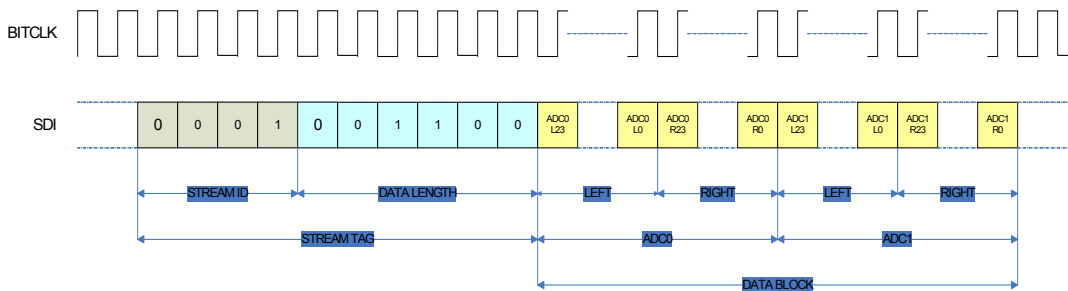 BITCLK
SDI
0 0 0 1 0 0 1 1 0 0
ADC0
L23
ADC0
L0
ADC0
R23
ADC0
R0
ADC1
L23
ADC1
L0
ADC1
R23
ADC1
R0
STREAM ID
DATA LENGTH
LEFT
RIGHT
LEFT
RIGHT
STREAM TAG
ADC0
ADC1
DATA BLOCK